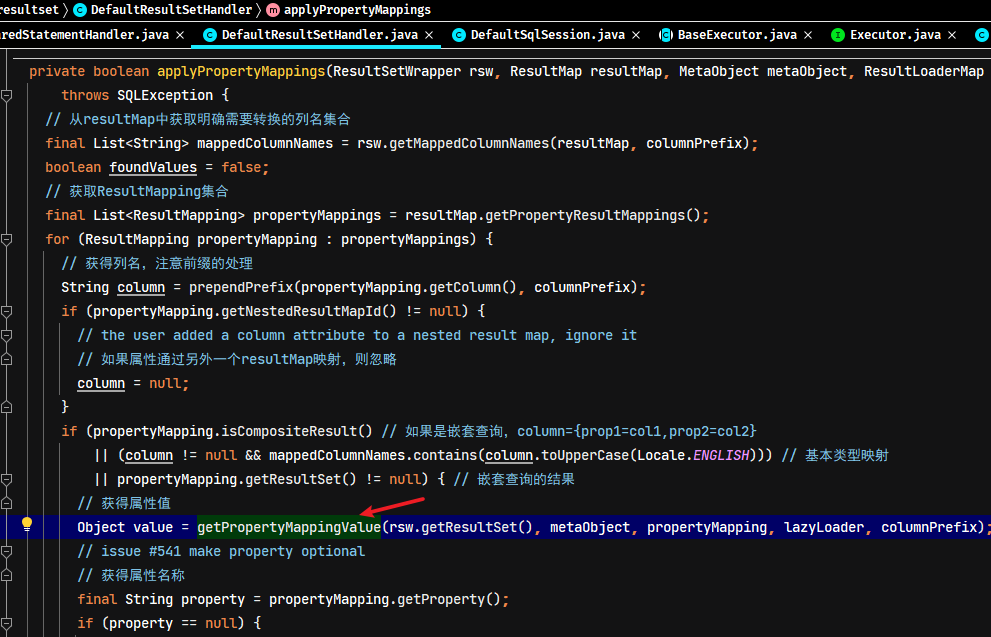 resultset 〉 C DefaultResultSetHandler 〉 m applyPropertyMappings
aredStatementHandler.java × C DefaultResultSetHandler.java × C DefaultSqlSession.java × C BaseExecutor.java × I Executor.java × C
private boolean applyPropertyMappings(ResultSetWrapper rsw, ResultMap resultMap, MetaObject metaObject, ResultLoaderMap
throws SQLException {
// 从resultMap中获取明确需要转换的列名集合
final List<String> mappedColumnNames = rsw.getMappedColumnNames(resultMap, columnPrefix);
boolean foundValues = false;
// 获取ResultMapping集合
final List<ResultMapping> propertyMappings = resultMap.getPropertyResultMappings();
for (ResultMapping propertyMapping : propertyMappings) {
// 获得列名，注意前缀的处理
String column = prependPrefix(propertyMapping.getColumn(), columnPrefix);
if (propertyMapping.getNestedResultMapId() != null) {
// the user added a column attribute to a nested result map, ignore it
// 如果属性通过另外一个resultMap映射，则忽略
column = null;
}
if (propertyMapping.isCompositeResult() // 如果是嵌套查询，column={prop1=col1,prop2=col2}
|| (column != null && mappedColumnNames.contains(column.toUpperCase(Locale.ENGLISH))) // 基本类型映射
|| propertyMapping.getResultSet() != null) { // 嵌套查询的结果
// 获得属性值
Object value = getPropertyMappingValue(rsw.getResultSet(), metaObject, propertyMapping, lazyLoader, columnPrefix);
// issue #541 make property optional
// 获得属性名称
final String property = propertyMapping.getProperty();
if (property == null) {